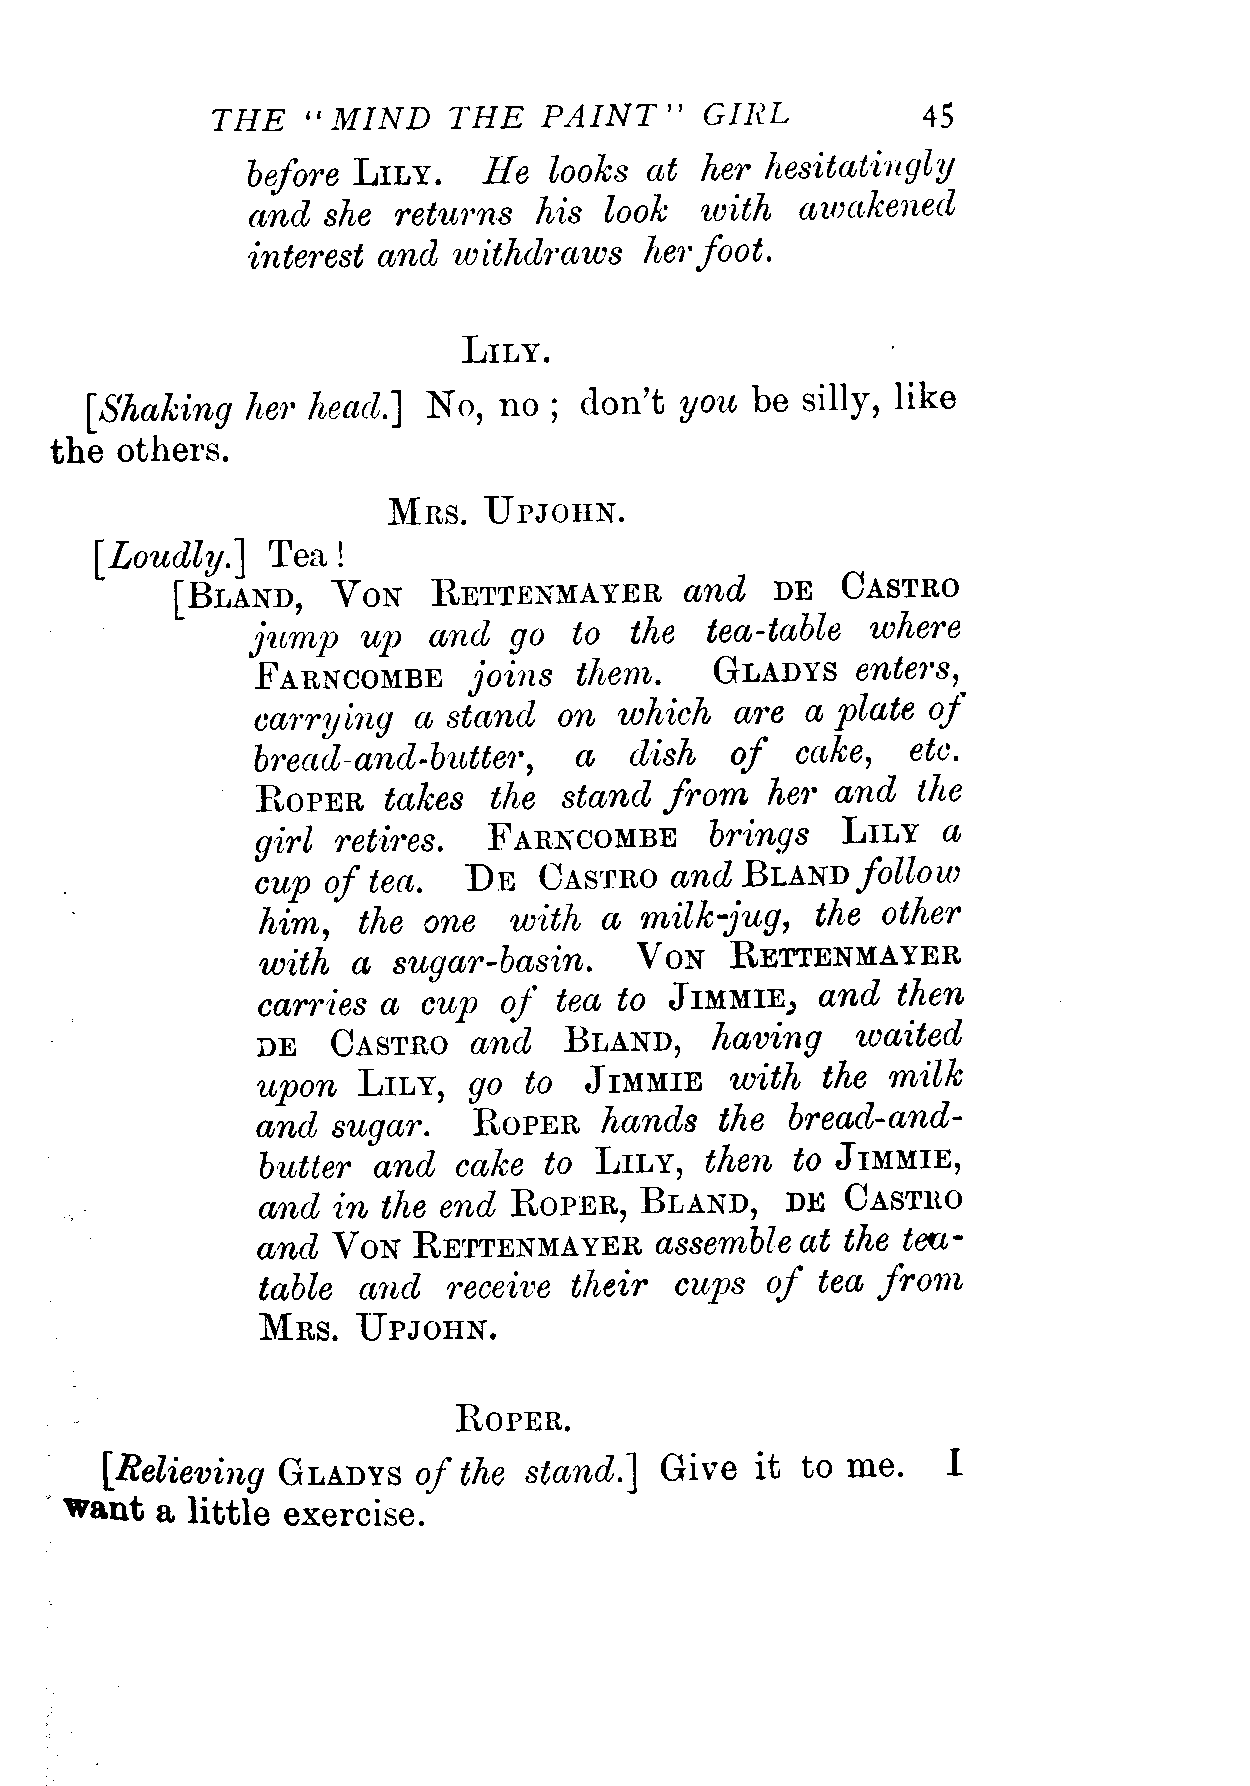 THE "MIND THE PAINT" GIRL 45
before LILY. He looks at her hesitatingly
and she returns his look with awakened
interest and withdraws her foot.
LILY.
[Shaking her head.] No, no ; don't you be silly, like
the others.
MRS. UPJOHN.
[Loudly.] Tea !
[BLAND, VON RETTENMAYER and DE CASTRO
jump up and go to the tea-table where
FARNCOMBE joins them. GLADYS enters,
carrying a stand on which are a plate of
bread-and-butter, a dish of cake, etc.
ROPER takes the stand from her and the
girl retires. FARNCOMBE brings LILY a
cup of tea. DE CASTRO and BLAND follow
him, the one with a milk-jug, the other
with a sugar-basin. VON RETTENMAYER
carries a cup of tea to JIMMIE, and then
DE CASTRO and BLAND, having waited
upon LILY, go to JIMMIE with the milk
and sugar. ROPER hands the bread-and-
butter and cake to LILY, then to JIMMIE,
and in the end ROPER, BLAND, DE CASTRO
and VON RETTENMAYER assemble at the tea-
table and receive their cups of tea from
MRS. UPJOHN.
ROPER.
[Relieving GLADYS of the stand.] Give it to me. I
want a little exercise.